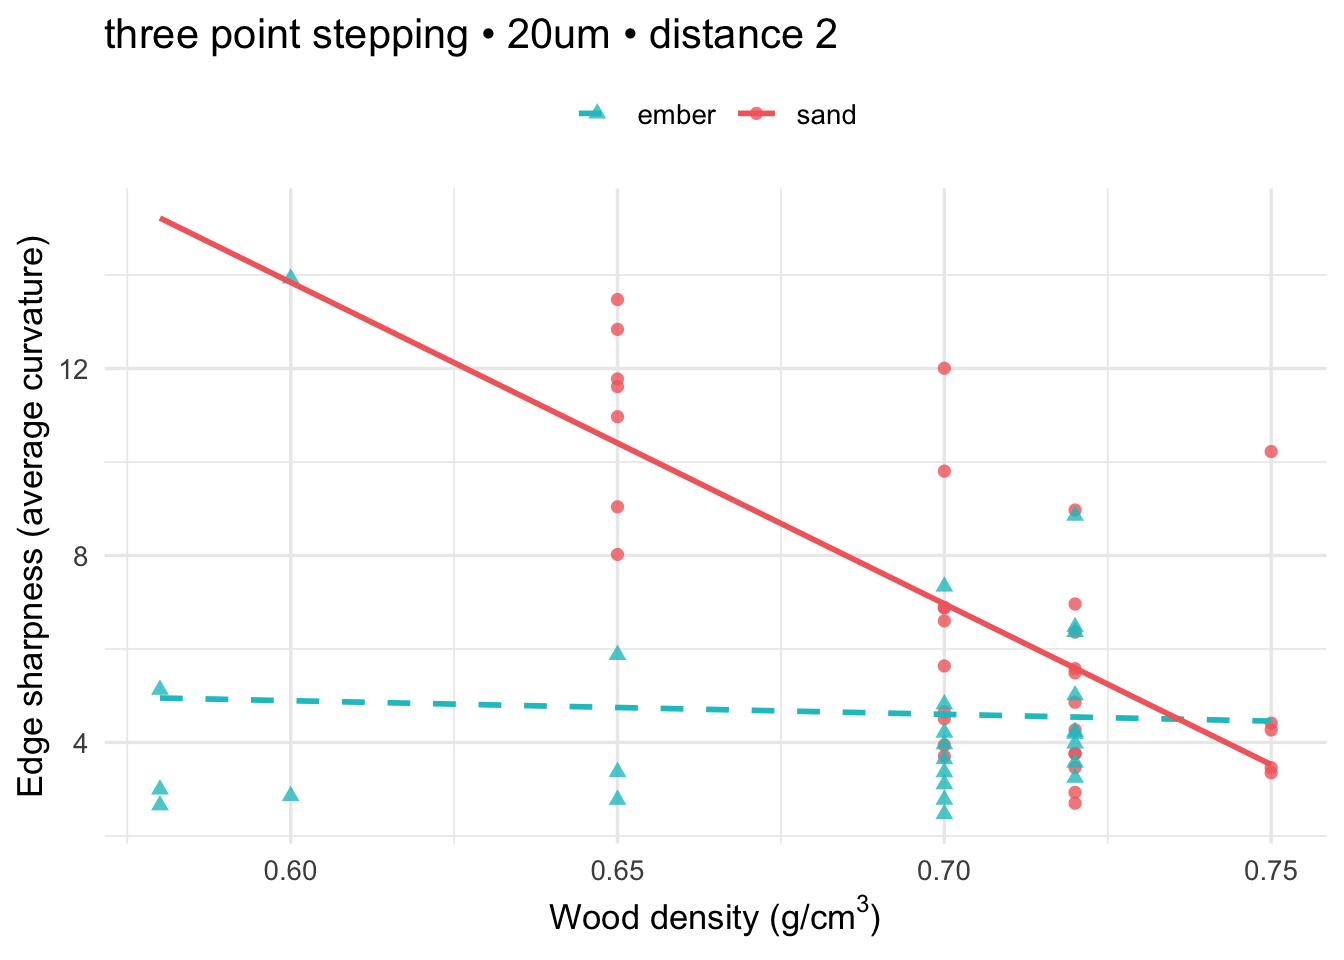 three point stepping • 20um • distance 2
ember sand
Edge sharpness (average curvature)
12
8
4
0.60 0.65 0.70 0.75
Wood density (g/cm³)